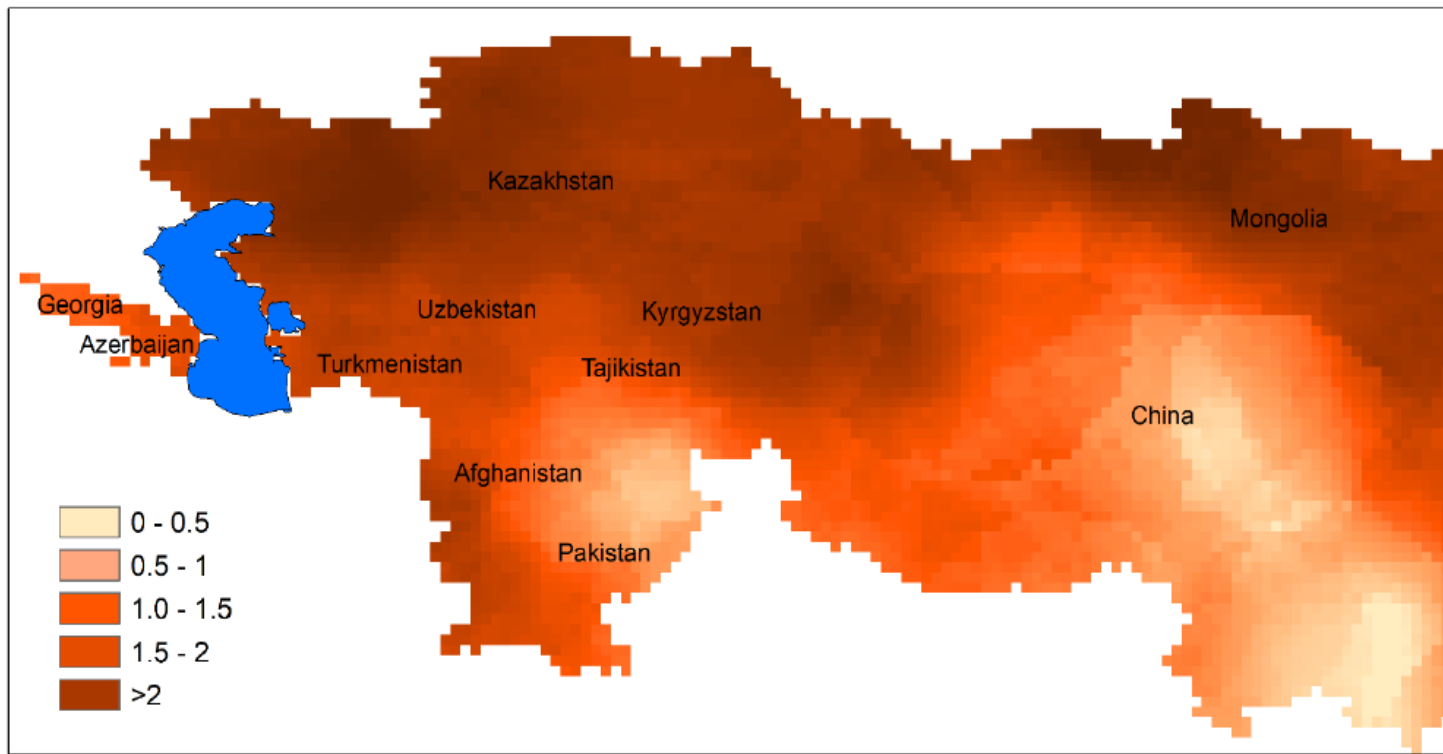 Kazakhstan
Mongolia
Georgia
Uzbekistan
Kyrgyzstan
Azerbaijan
Turkmenistan
Tajikistan
China
Afghanistan
Pakistan
0 - 0.5
0.5 - 1
1.0 - 1.5
1.5 - 2
>2